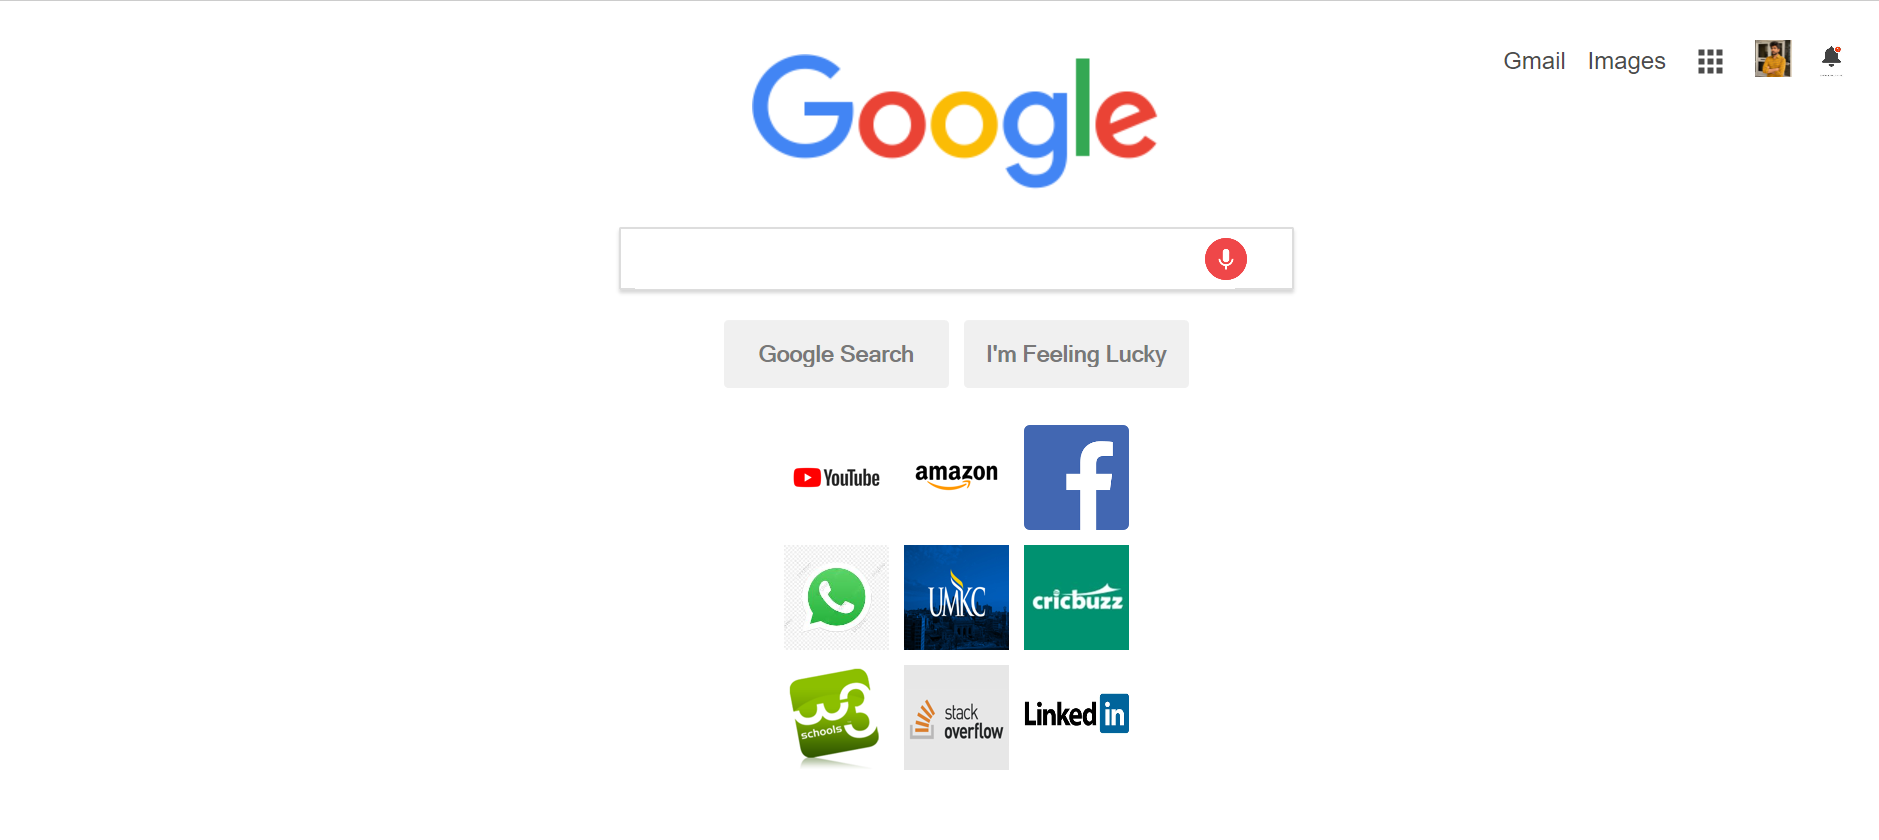 Gmail Images
Google
Google Search
I'm Feeling Lucky
YouTube
amazon
UMKC
cricbuzz
w3
schools
stack
overflow
Linked in